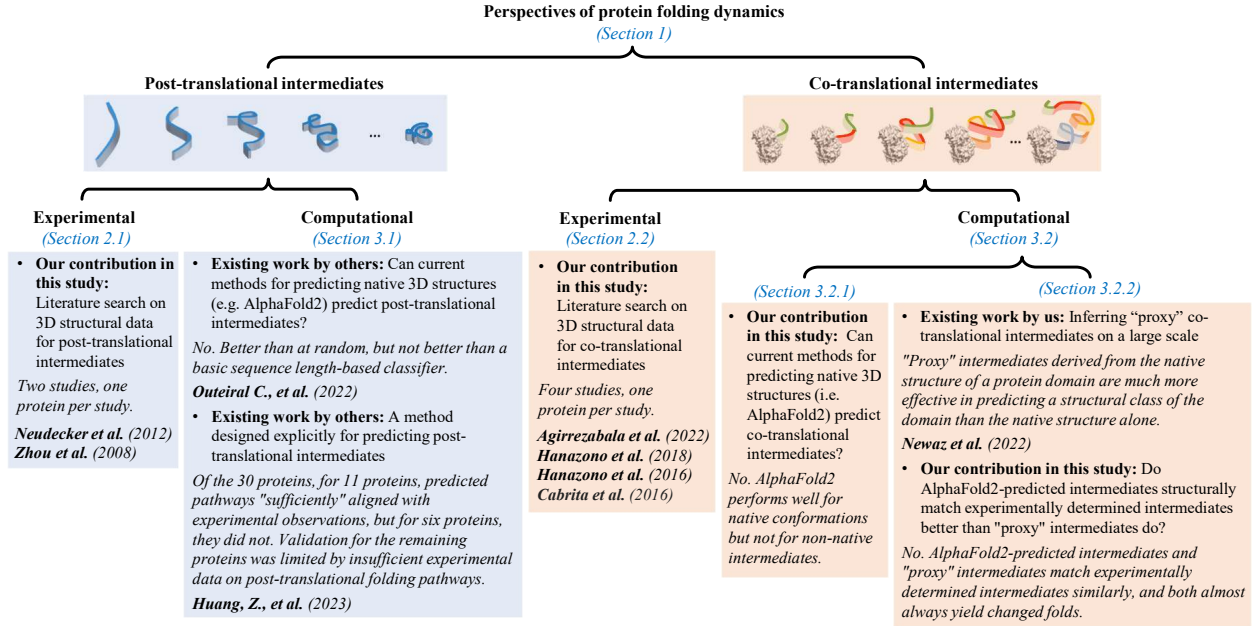 Perspectives of protein folding dynamics
(Section 1)
Post-translational intermediates
...
Co-translational intermediates
...
Experimental
(Section 2.1)
• Our contribution in
this study:
Literature search on
3D structural data
for post-translational
intermediates
Two studies, one
protein per study.
Neudecker et al. (2012)
Zhou et al. (2008)
Computational
(Section 3.1)
• Existing work by others: Can current
methods for predicting native 3D structures
(e.g. AlphaFold2) predict post-translational
intermediates?
No. Better than at random, but not better than a
basic sequence length-based classifier.
Outeiral C., et al. (2022)
• Existing work by others: A method
designed explicitly for predicting post-
translational intermediates
Of the 30 proteins, for 11 proteins, predicted
pathways "sufficiently" aligned with
experimental observations, but for six proteins,
they did not. Validation for the remaining
proteins was limited by insufficient experimental
data on post-translational folding pathways.
Huang, Z., et al. (2023)
Experimental
(Section 2.2)
• Our contribution
in this study:
Literature search on
3D structural data
for co-translational
intermediates
Four studies, one
protein per study.
Agirrezabala et al. (2022)
Hanazono et al. (2018)
Hanazono et al. (2016)
Cabrita et al. (2016)
Computational
(Section 3.2)
(Section 3.2.1)
• Our contribution
in this study: Can
current methods for
predicting native 3D
structures (i.e.
AlphaFold2) predict
co-translational
intermediates?
No. AlphaFold2
performs well for
native conformations
but not for non-native
intermediates.
(Section 3.2.2)
• Existing work by us: Inferring “proxy” co-
translational intermediates on a large scale
"Proxy" intermediates derived from the native
structure of a protein domain are much more
effective in predicting a structural class of the
domain than the native structure alone.
Newaz et al. (2022)
• Our contribution in this study: Do
AlphaFold2-predicted intermediates structurally
match experimentally determined intermediates
better than "proxy" intermediates do?
No. AlphaFold2-predicted intermediates and
"proxy" intermediates match experimentally
determined intermediates similarly, and both almost
always yield changed folds.